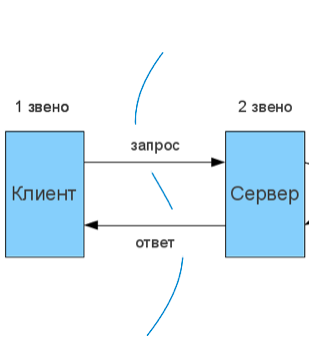 1 звено 2 звено
запрос
Клиент Сервер
ответ